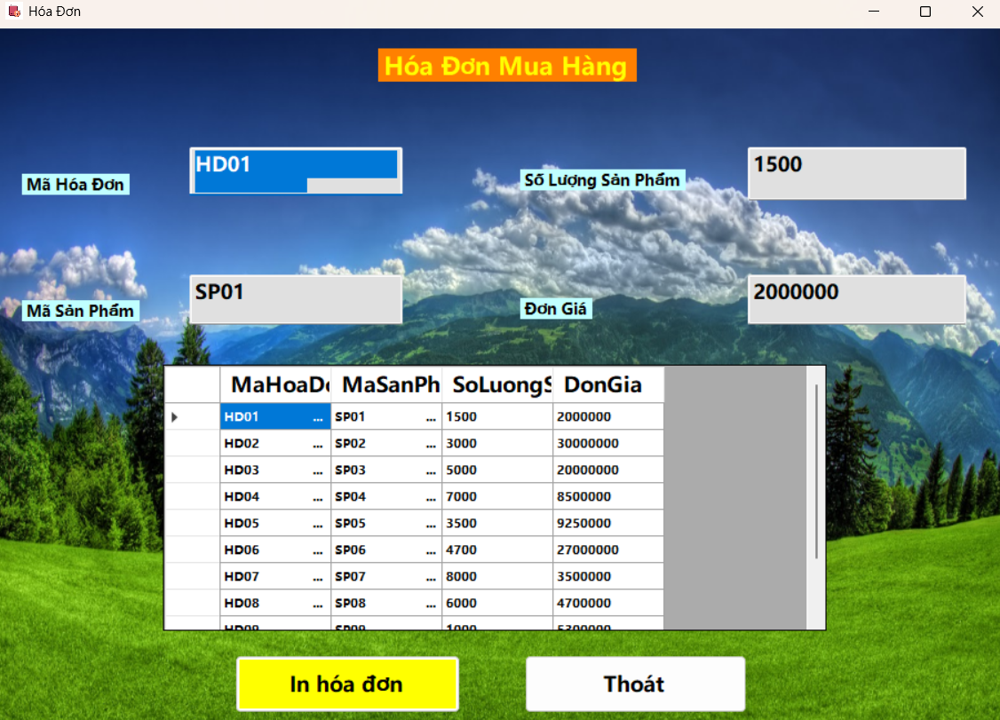 Hóa Đơn
Hóa Đơn Mua Hàng
Mã Hóa Đơn
HD01
Số Lượng Sản Phẩm
1500
Mã Sản Phẩm
SP01
Đơn Giá
2000000
MaHoaDo MaSanPh SoLuongS DonGia
HD01 ... SP01 ... 1500 2000000
HD02 ... SP02 ... 3000 30000000
HD03 ... SP03 ... 5000 20000000
HD04 ... SP04 ... 7000 8500000
HD05 ... SP05 ... 3500 9250000
HD06 ... SP06 ... 4700 27000000
HD07 ... SP07 ... 8000 3500000
HD08 ... SP08 ... 6000 4700000
HD09 SP09 1000 5300000
In hóa đơn
Thoát